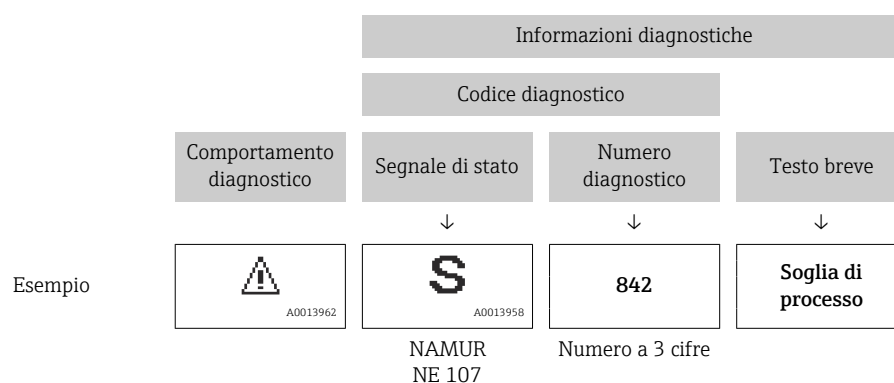 Informazioni diagnostiche
Codice diagnostico
Comportamento
diagnostico
Segnale di stato
Numero
diagnostico
Testo breve
↓ ↓ ↓
Esempio
A0013962
S
A0013958
842
Soglia di
processo
NAMUR
NE 107
Numero a 3 cifre